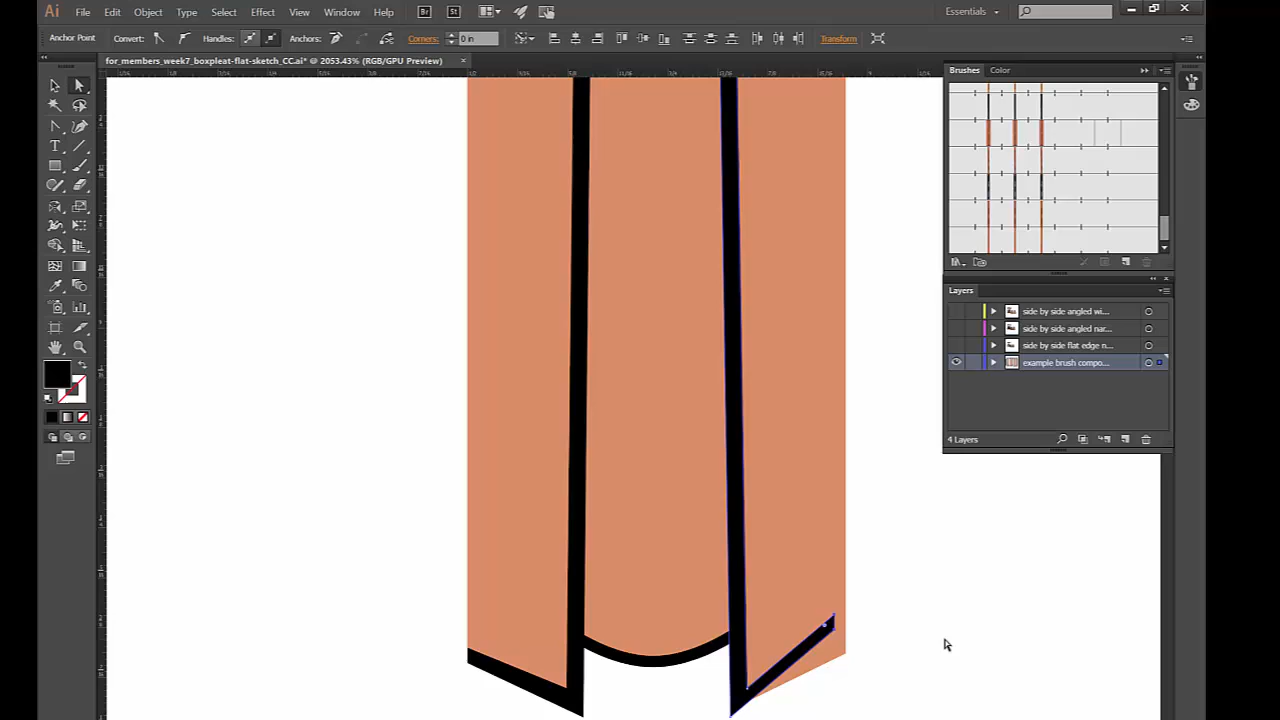 Ai File Edit Object Type Select Effect View Window Help Br St Essentials
Anchor Point Convert: Handles: Anchors: Corners: 0 in Transform
for_members_week7_boxpleat-flat-sketch_CC.ai* @ 2053.43% (RGB/GPU Preview)
Brushes Color
Layers
side by side angled wi...
side by side angled nar...
side by side flat edge n...
example brush compo...
4 Layers